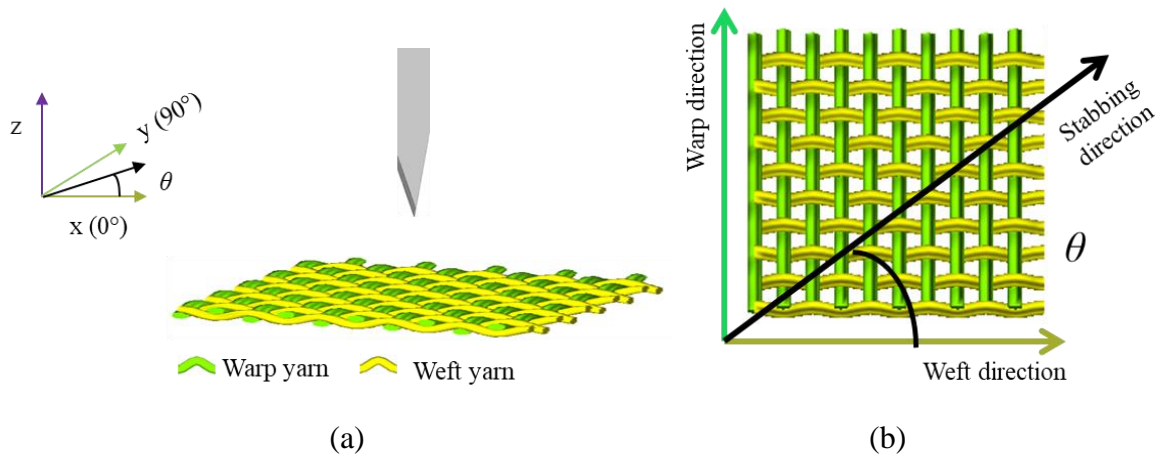 z
y (90°)
θ
x (0°)
Warp yarn
Weft yarn
(a)
Warp direction
Stabbing
direction
θ
Weft direction
(b)